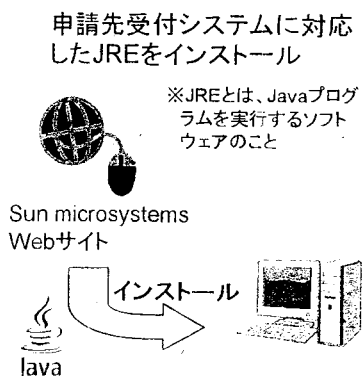 申請先受付システムに対応
したJREをインストール
※JREとは、Javaプログ
ラムを実行するソフト
ウェアのこと
Sun microsystems
Webサイト
インストール
Java